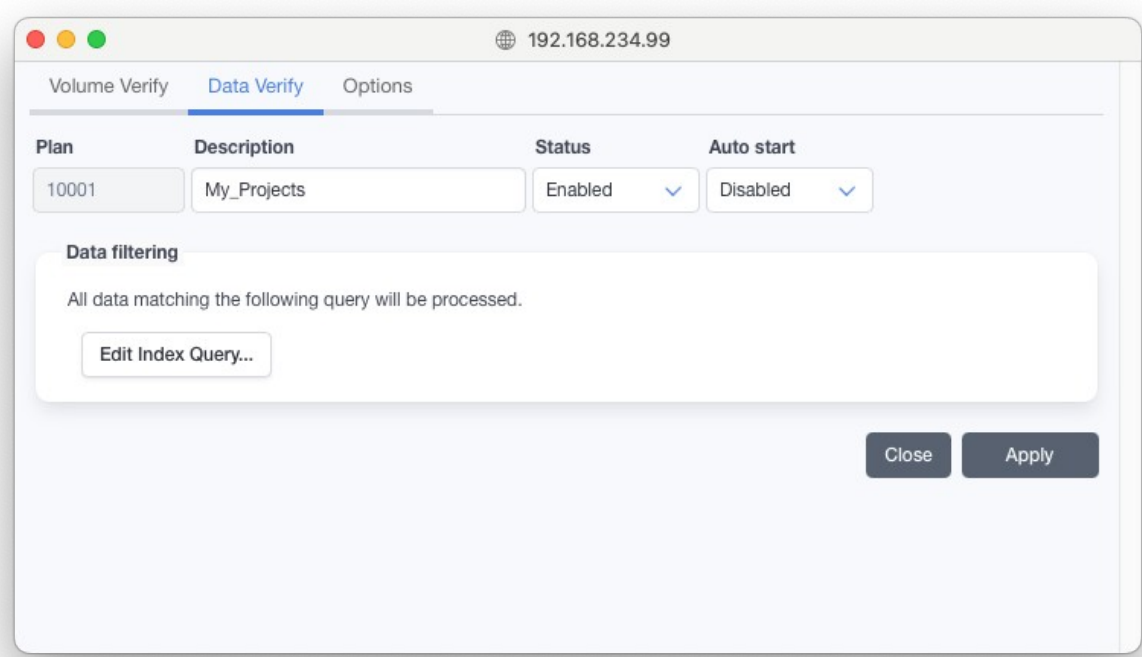 192.168.234.99
Volume Verify Data Verify Options
Plan Description Status Auto start
10001 My_Projects Enabled Disabled
Data filtering
All data matching the following query will be processed.
Edit Index Query...
Close Apply